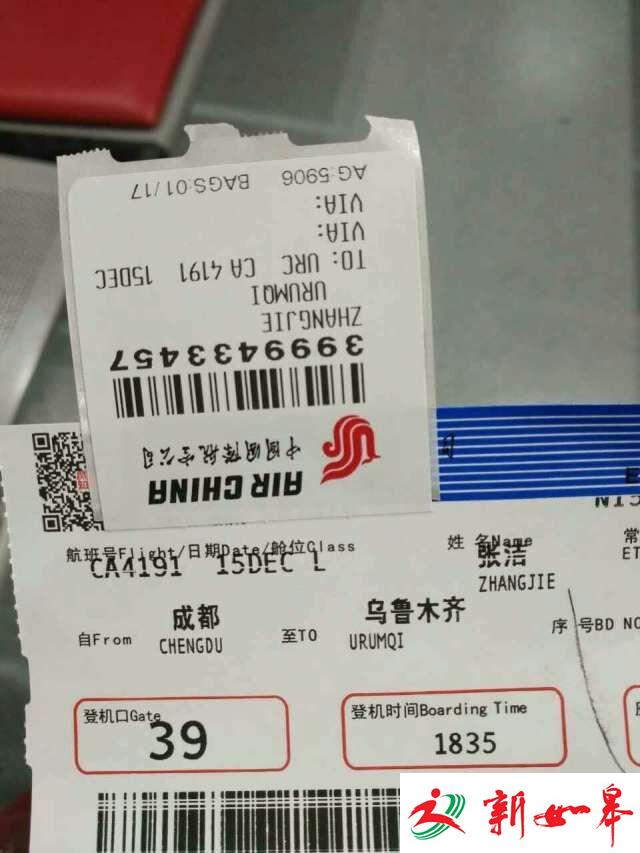 AG:5906 BAGS:01/17
VIA:
VIA:
TO: URC CA 4191 15DEC
URUMQI
ZHANGJIE
3999433457
中国国际航空公司
AIR CHINA
航班号Flight/日期Date/舱位Class
CA4191 15DEC L
姓 名Name
张洁
ZHANGJIE
常
ET
自From
成都
CHENGDU
至TO
乌鲁木齐
URUMQI
序 号BD NO
登机口Gate
39
登机时间Boarding Time
1835
新如皋